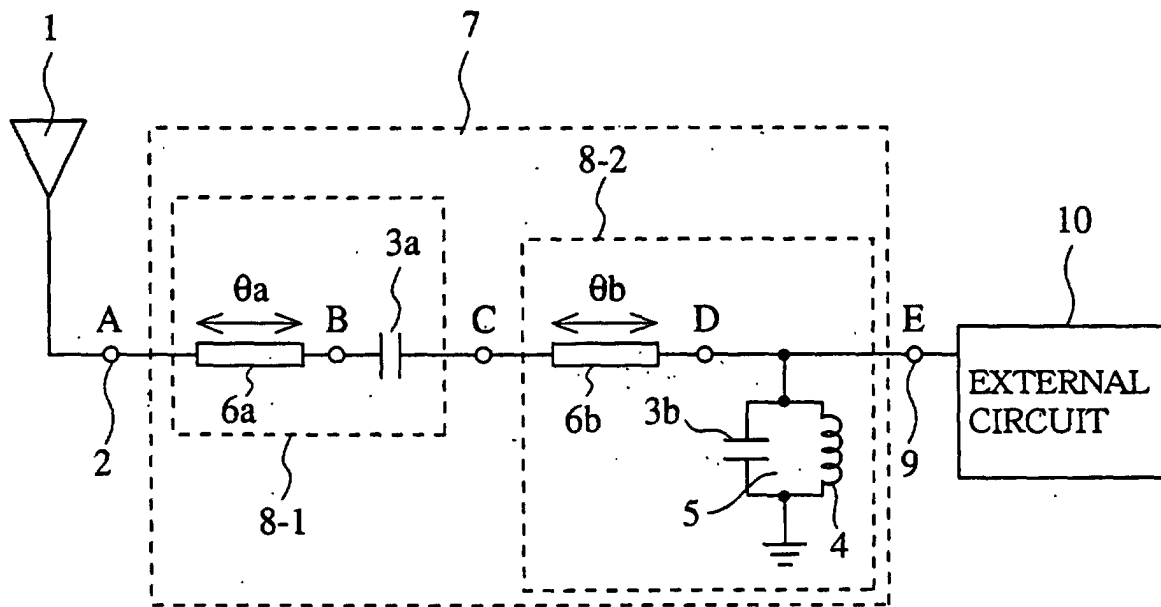 1
7
8-2
10
3a
θa
θb
A
B
C
D
E
6a
6b
3b
EXTERNAL
CIRCUIT
2
9
8-1
5
4